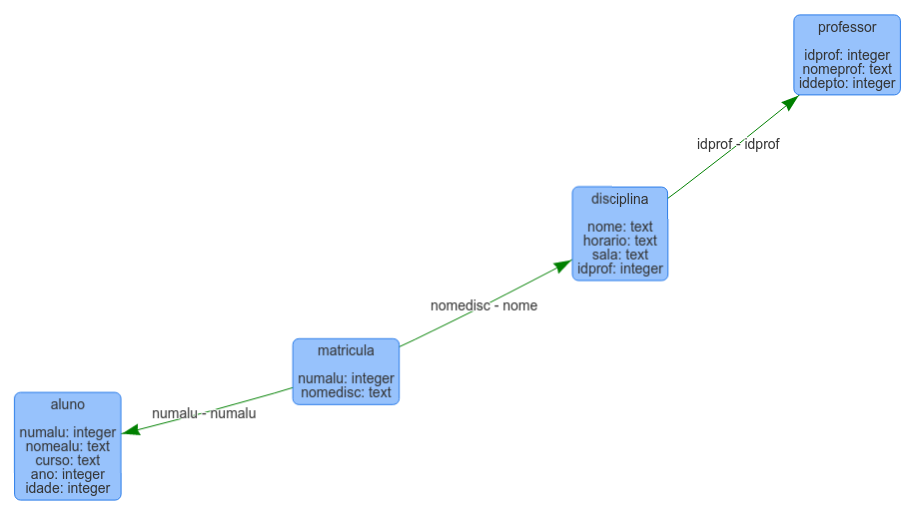 professor
idprof: integer
nomeprof: text
iddepto: integer
idprof - idprof
disciplina
nome: text
horario: text
sala: text
idprof: integer
nomedisc - nome
matricula
numalu: integer
nomedisc: text
numalu - numalu
aluno
numalu: integer
nomealu: text
curso: text
ano: integer
idade: integer